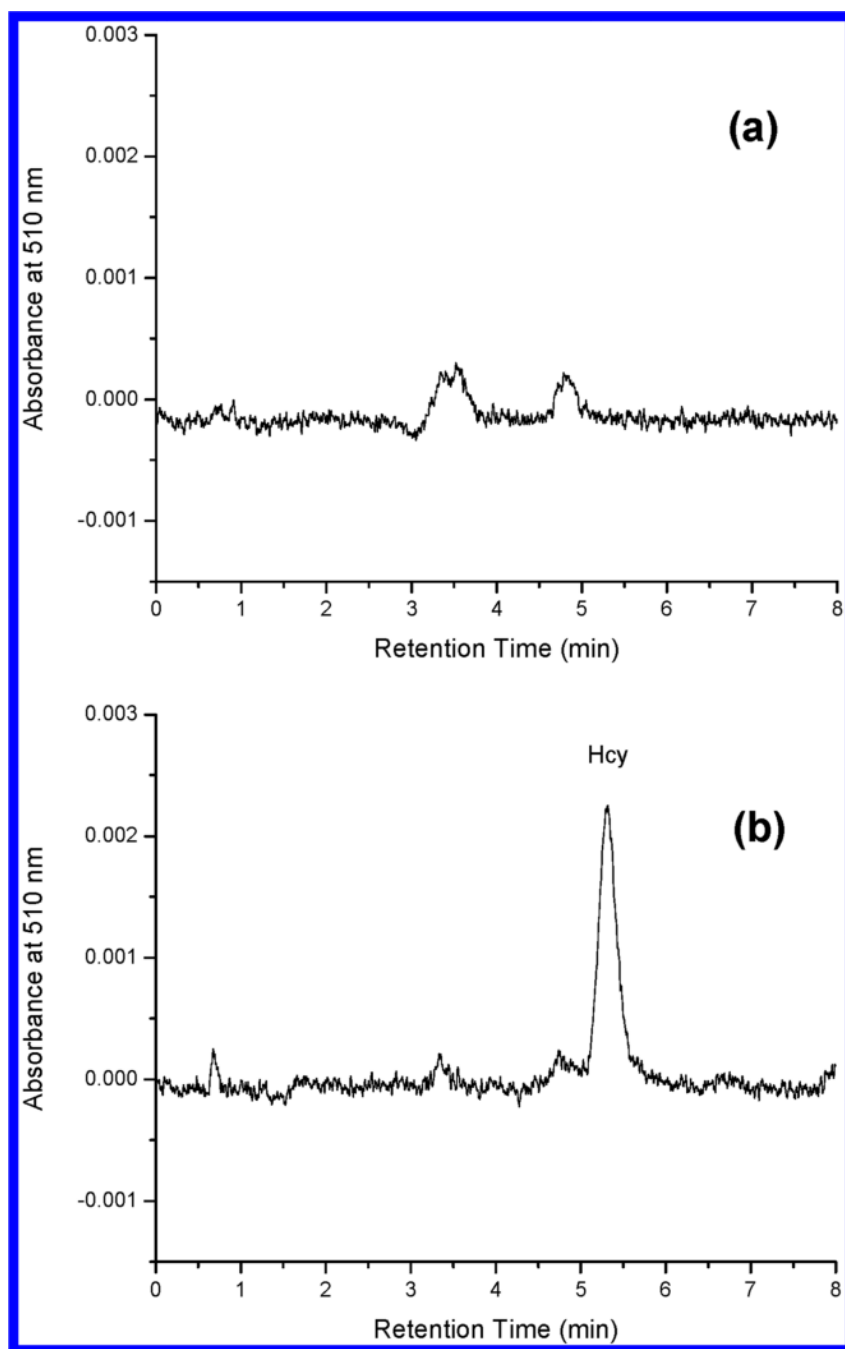 (a)
Absorbance at 510 nm
0.003
0.002
0.001
0.000
-0.001
0 1 2 3 4 5 6 7 8
Retention Time (min)
Hcy
(b)
Absorbance at 510 nm
0.003
0.002
0.001
0.000
-0.001
0 1 2 3 4 5 6 7 8
Retention Time (min)